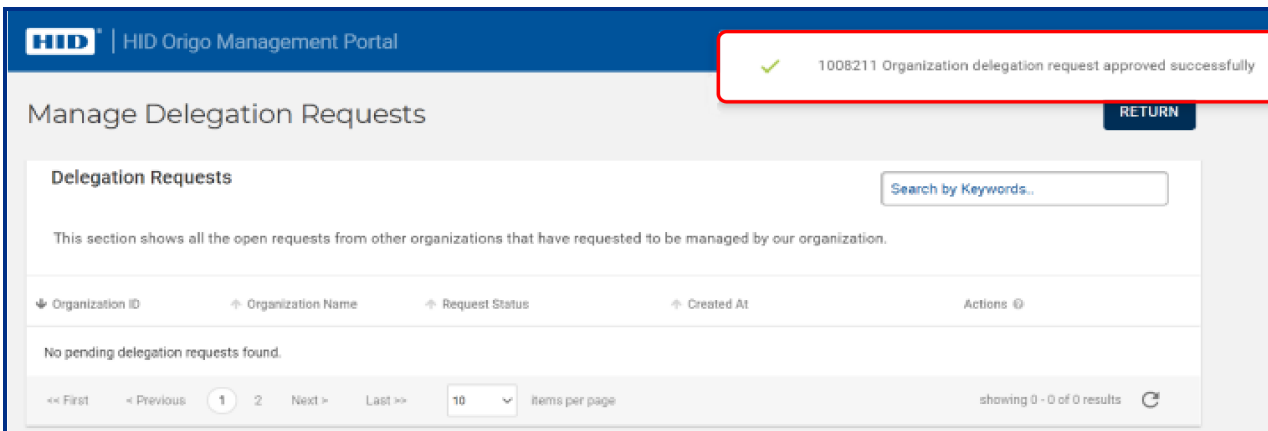 HID | HID Origo Management Portal
1008211 Organization delegation request approved successfully
Manage Delegation Requests
RETURN
Delegation Requests
Search by Keywords..
This section shows all the open requests from other organizations that have requested to be managed by our organization.
Organization ID Organization Name Request Status Created At Actions
No pending delegation requests found.
<< First < Previous 1 2 Next > Last >> 10 items per page showing 0 - 0 of 0 results